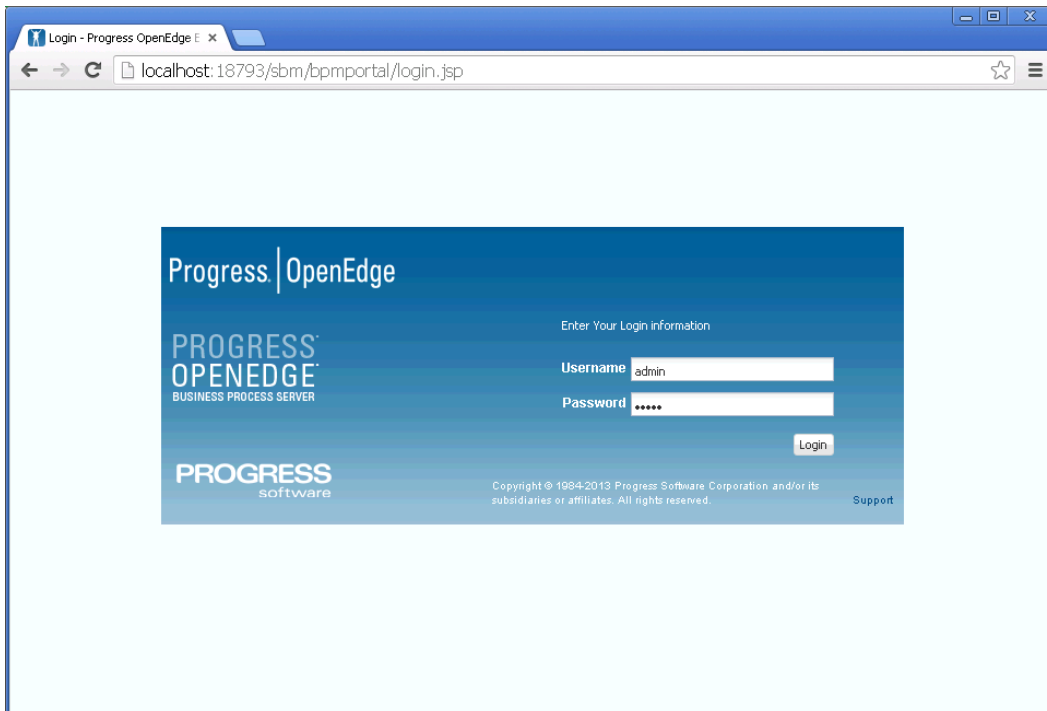 Login - Progress OpenEdge E
localhost:18793/sbm/bpmportal/login.jsp
Progress. OpenEdge
Enter Your Login information
PROGRESS
OPENEDGE
BUSINESS PROCESS SERVER
Username admin
Password •••••
Login
PROGRESS
software
Copyright © 1984-2013 Progress Software Corporation and/or its
subsidiaries or affiliates. All rights reserved.
Support